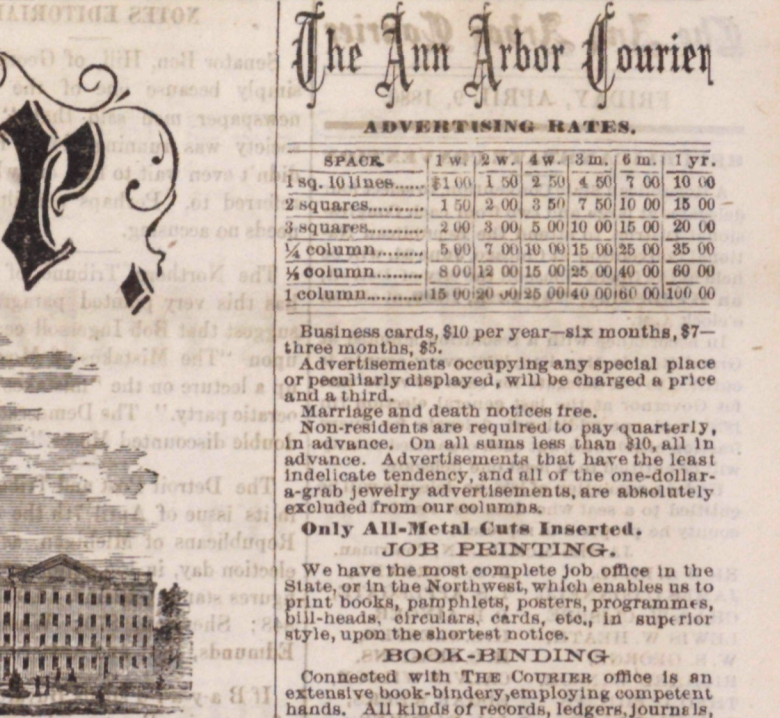 The Ann Arbor Courier
ADVERTISING RATES.
SPACE. 1 w. 2 w. 4 w. 3 m. 6 m. 1 yr.
1 sq. 10 lines...... $1 00 1 50 2 50 4 50 7 00 10 00
2 squares......... 1 50 2 00 3 50 7 50 10 00 15 00
3 squares......... 2 00 3 00 5 00 10 00 15 00 20 00
¼ column......... 5 00 7 00 10 00 15 00 25 00 35 00
column......... 8 00 12 00 15 00 25 00 40 00 60 00
1 column......... 15 00 20 00 25 00 40 00 60 00 100 00
Business cards, $10 per year—six months, $7—
three months, $5.
Advertisements occupying any special place
or peculiarly displayed, will be charged a price
and a third.
Marriage and death notices free.
Non-residents are required to pay quarterly,
in advance. On all sums less than $10, all in
advance. Advertisements that have the least
indelicate tendency, and all of the one-dollar-
a-grab jewelry advertisements, are absolutely
excluded from our columns.
Only All-Metal Cuts Inserted.
JOB PRINTING.
We have the most complete job office in the
State, or in the Northwest, which enables us to
print books, pamphlets, posters, programmes,
bill-heads, circulars, cards, etc., in superior
style, upon the shortest notice.
BOOK-BINDING
Connected with THE COURIER office is an
extensive book-bindery, employing competent
hands. All kinds of records, ledgers, journals,